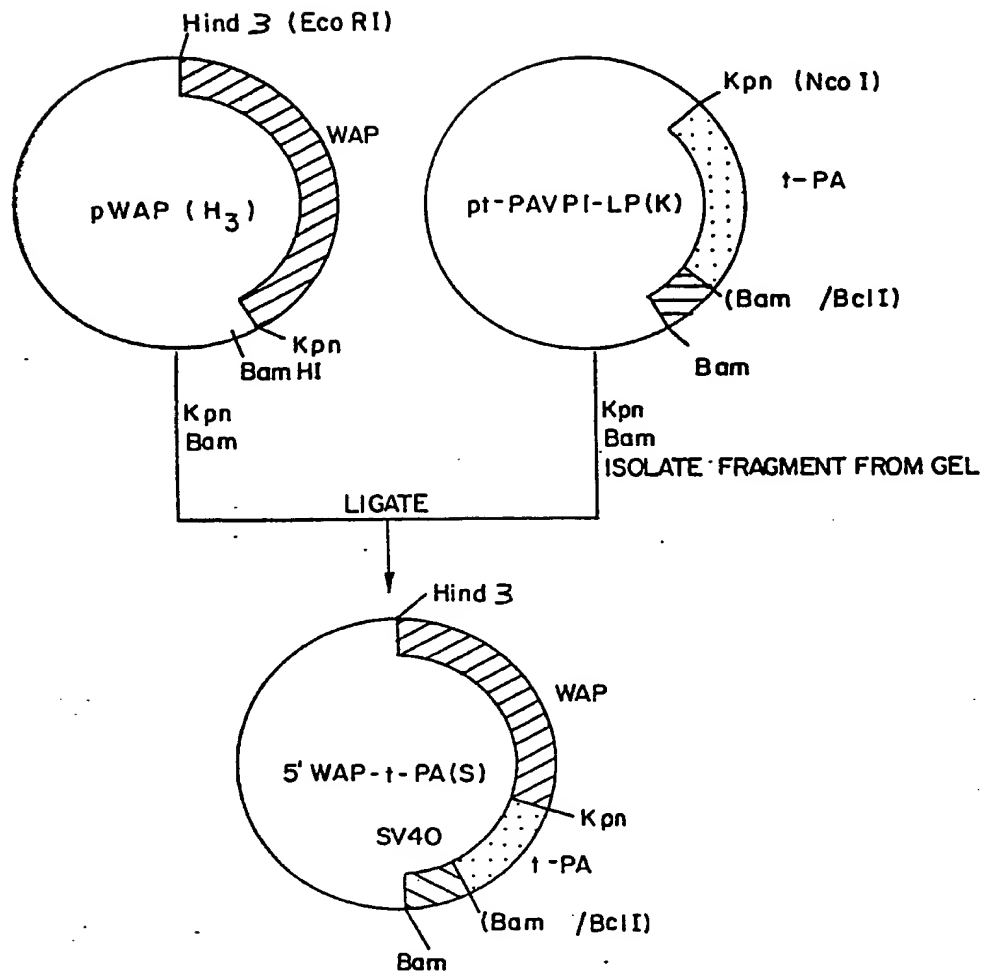 Hind 3 (Eco RI)
WAP
pWAP (H3)
Kpn
Bam HI
Kpn (Nco I)
t-PA
pt-PAVPI-LP(K)
(Bam /BclI)
Bam
Kpn
Bam
Kpn
Bam
ISOLATE FRAGMENT FROM GEL
LIGATE
Hind 3
WAP
5' WAP-t-PA(S)
Kpn
SV40
t-PA
(Bam /BclI)
Bam